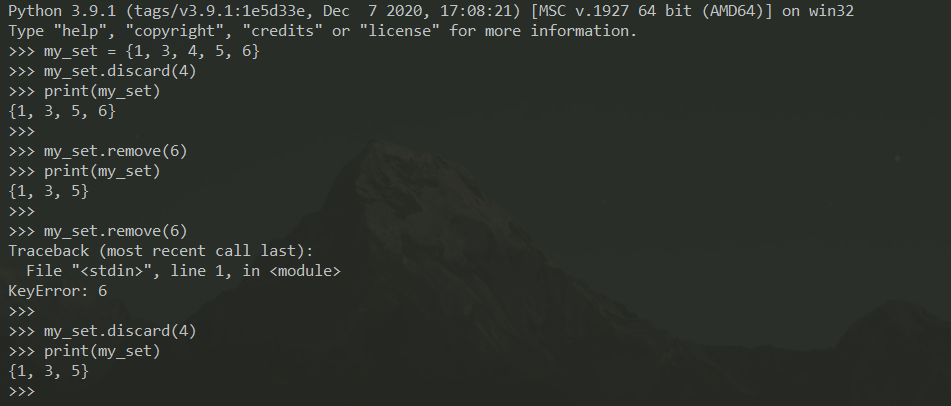 Python 3.9.1 (tags/v3.9.1:1e5d33e, Dec  7 2020, 17:08:21) [MSC v.1927 64 bit (AMD64)] on win32
Type "help", "copyright", "credits" or "license" for more information.
>>> my_set = {1, 3, 4, 5, 6}
>>> my_set.discard(4)
>>> print(my_set)
{1, 3, 5, 6}
>>>
>>> my_set.remove(6)
>>> print(my_set)
{1, 3, 5}
>>>
>>> my_set.remove(6)
Traceback (most recent call last):
  File "<stdin>", line 1, in <module>
KeyError: 6
>>>
>>> my_set.discard(4)
>>> print(my_set)
{1, 3, 5}
>>>